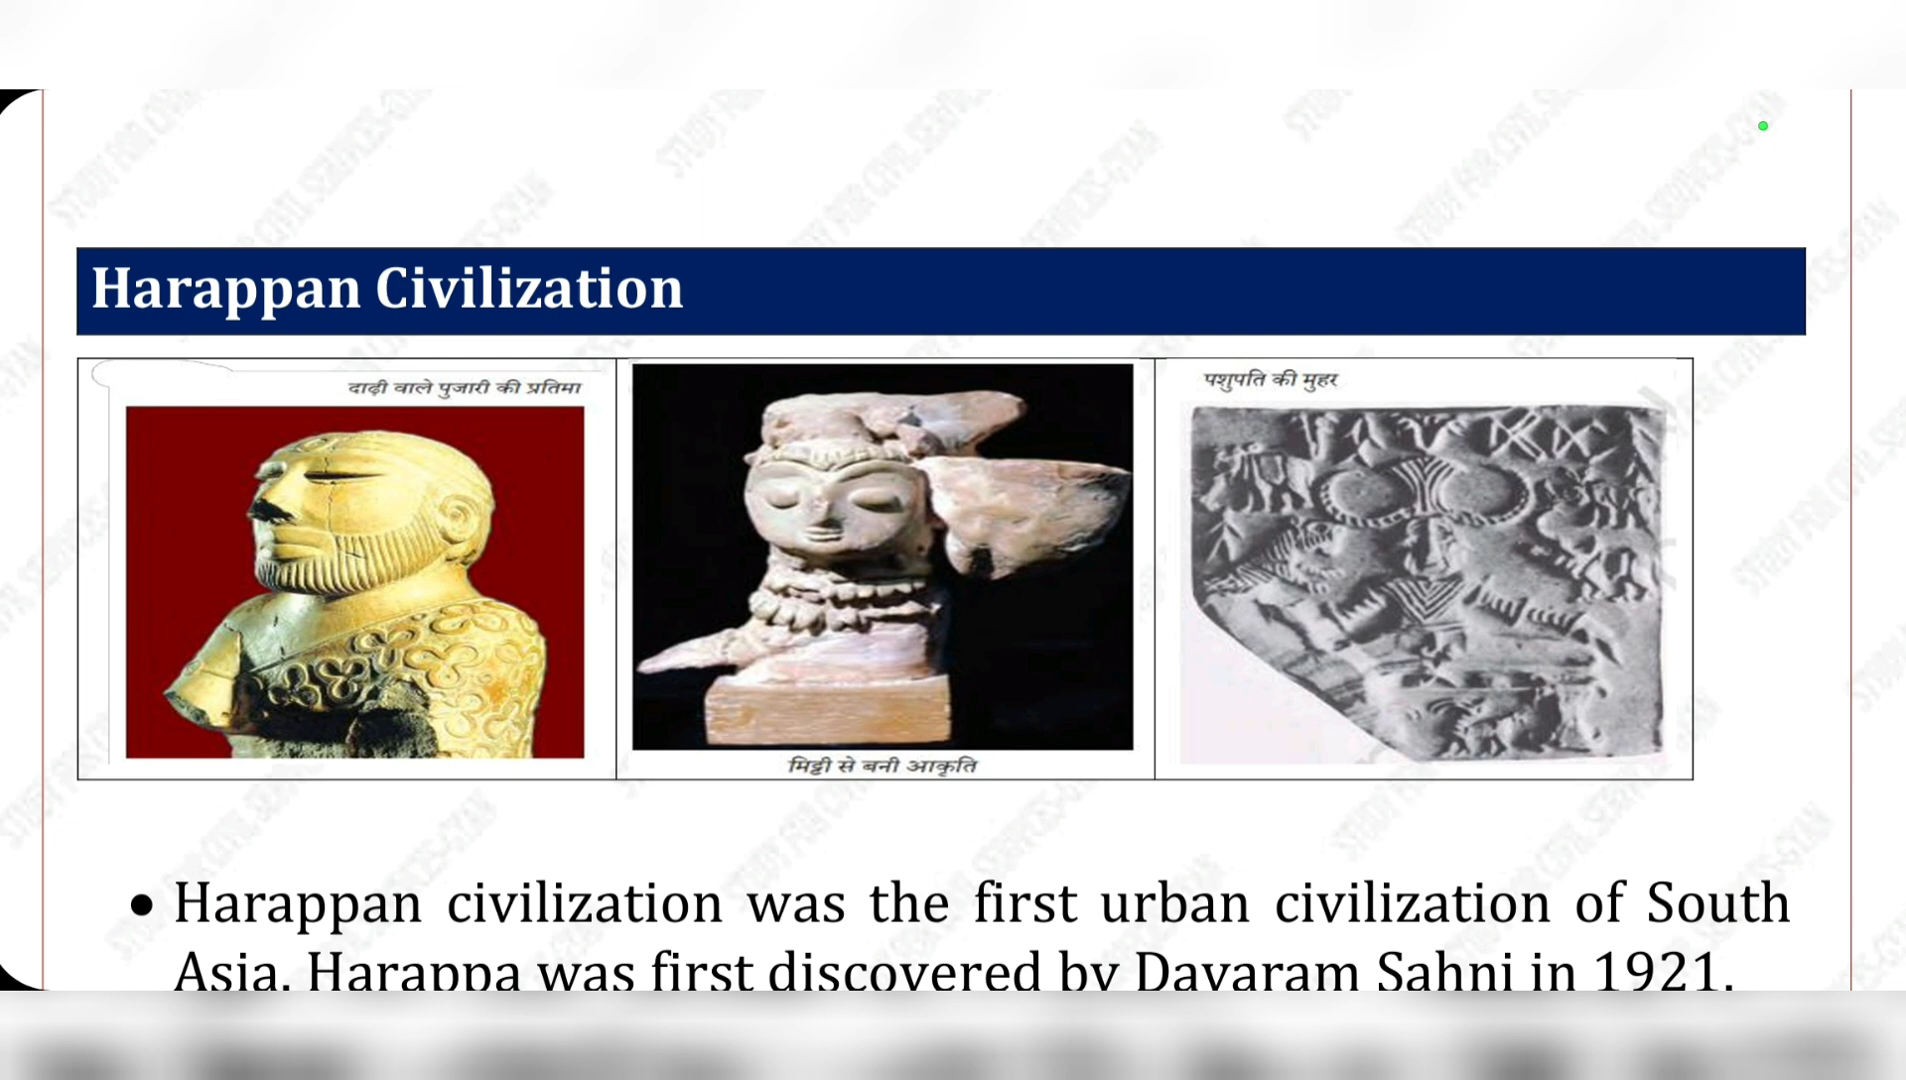 Harappan Civilization
दाढ़ी वाले पुजारी की प्रतिमा
पशुपति की मुहर
मिट्टी से बनी आकृति
• Harappan civilization was the first urban civilization of South
Asia. Harappa was first discovered by Dayaram Sahni in 1921.